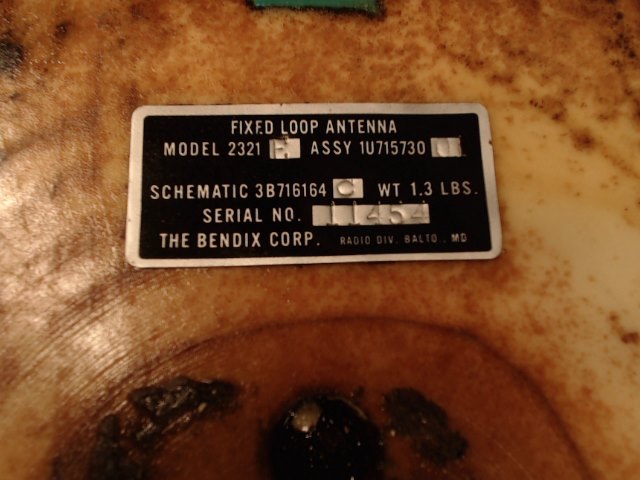 FIXED LOOP ANTENNA
MODEL 2321 E ASSY 1U715730
SCHEMATIC 3B716164 C WT 1.3 LBS.
SERIAL NO. 11454
THE BENDIX CORP. RADIO DIV. BALTO., MD